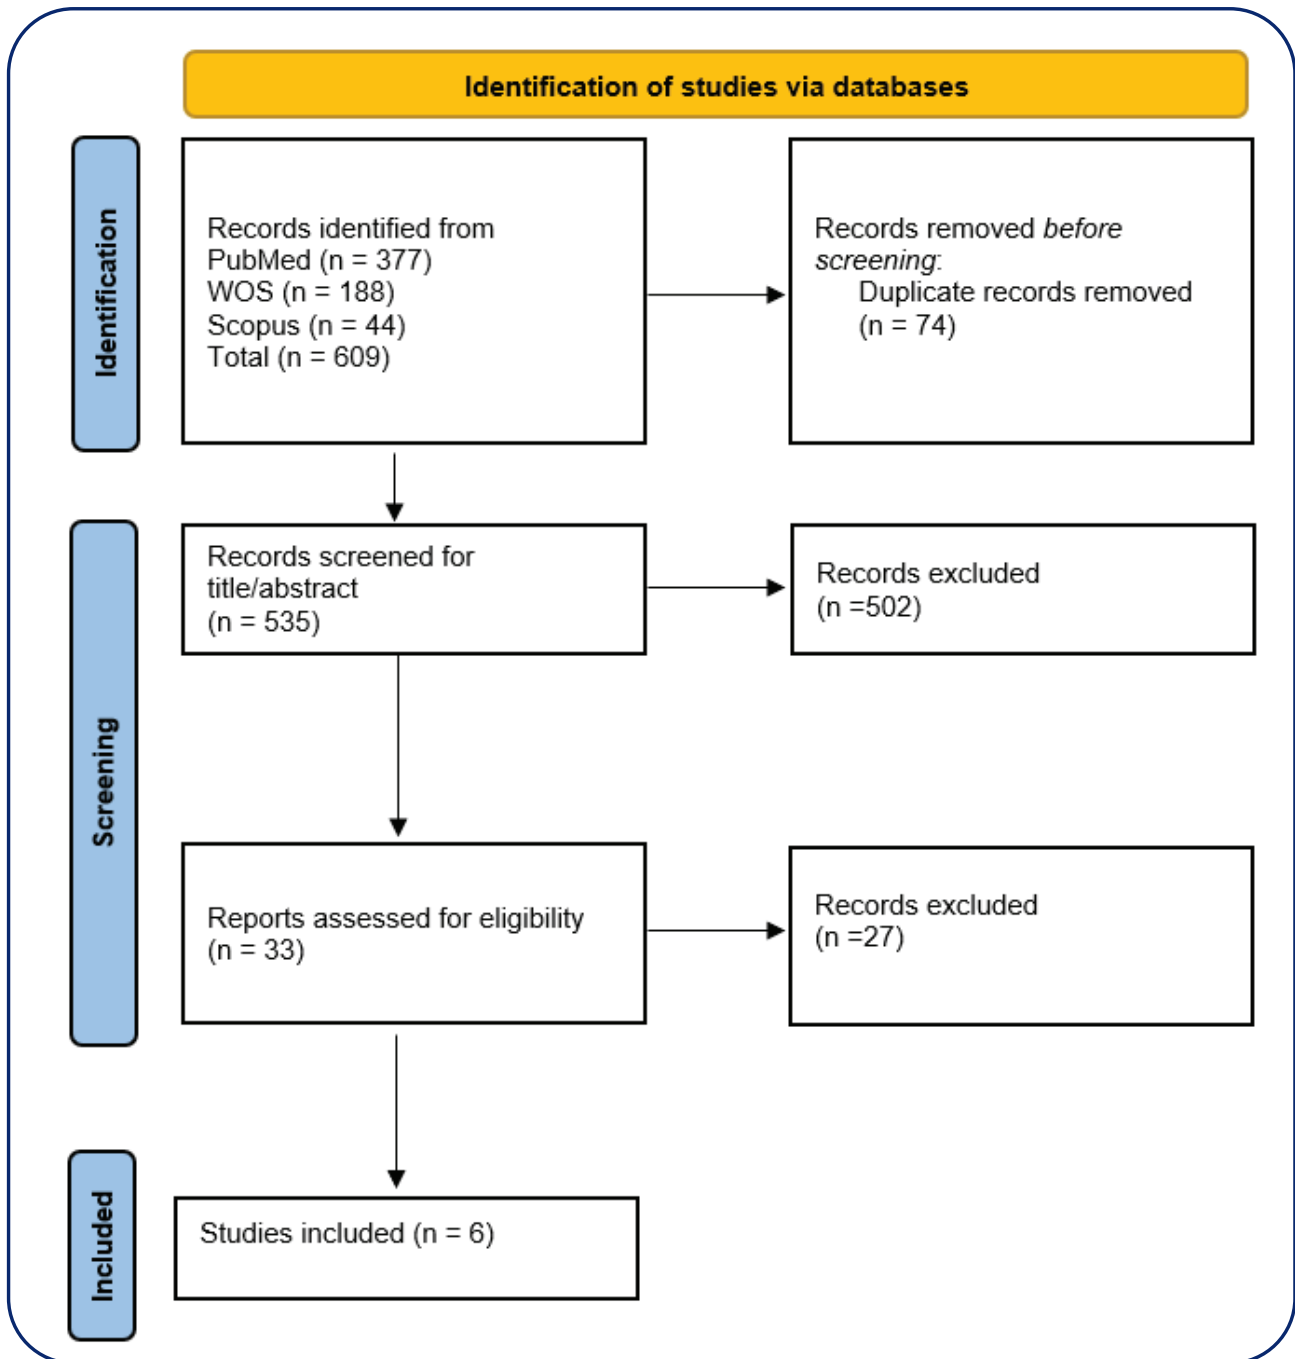 Identification of studies via databases
Identification
Records identified from
PubMed (n = 377)
WOS (n = 188)
Scopus (n = 44)
Total (n = 609)
Records removed before
screening:
Duplicate records removed
(n = 74)
Screening
Records screened for
title/abstract
(n = 535)
Records excluded
(n =502)
Reports assessed for eligibility
(n = 33)
Records excluded
(n =27)
Included
Studies included (n = 6)